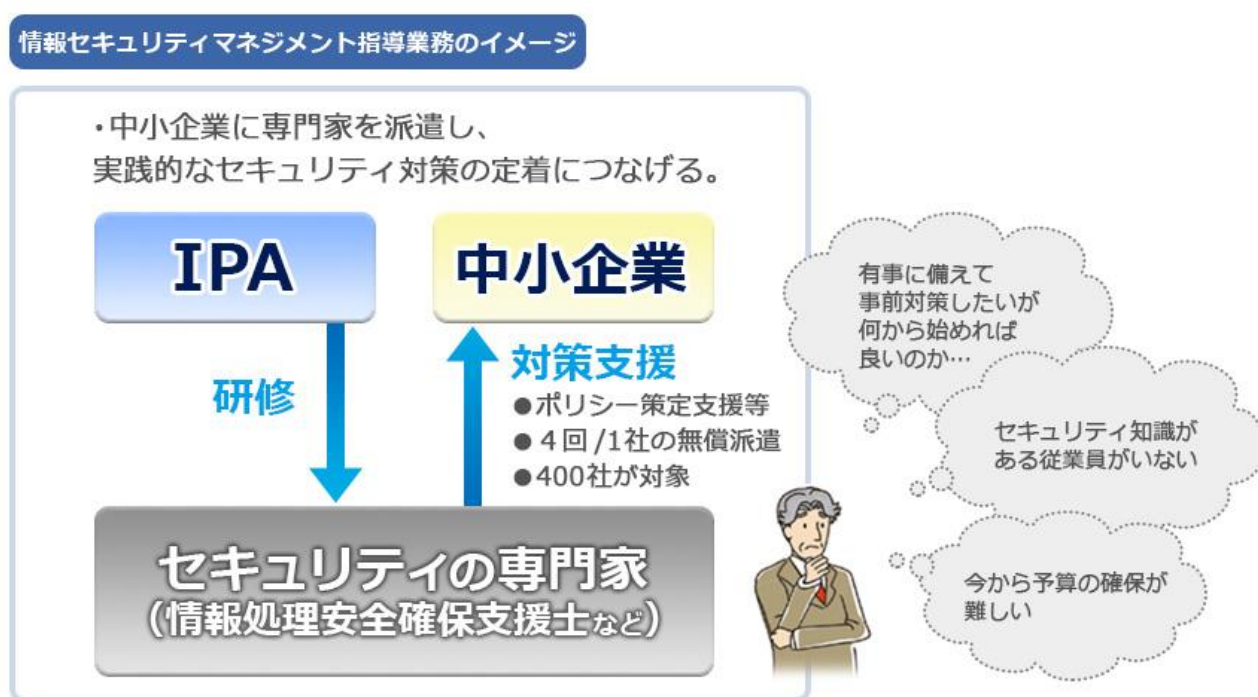 情報セキュリティマネジメント指導業務のイメージ
・中小企業に専門家を派遣し、
実践的なセキュリティ対策の定着につなげる。
IPA
中小企業
研修
対策支援
●ポリシー策定支援等
●４回/1社の無償派遣
●400社が対象
セキュリティの専門家
（情報処理安全確保支援士など）
有事に備えて
事前対策したいが
何から始めれば
良いのか…
セキュリティ知識が
ある従業員がいない
今から予算の確保が
難しい